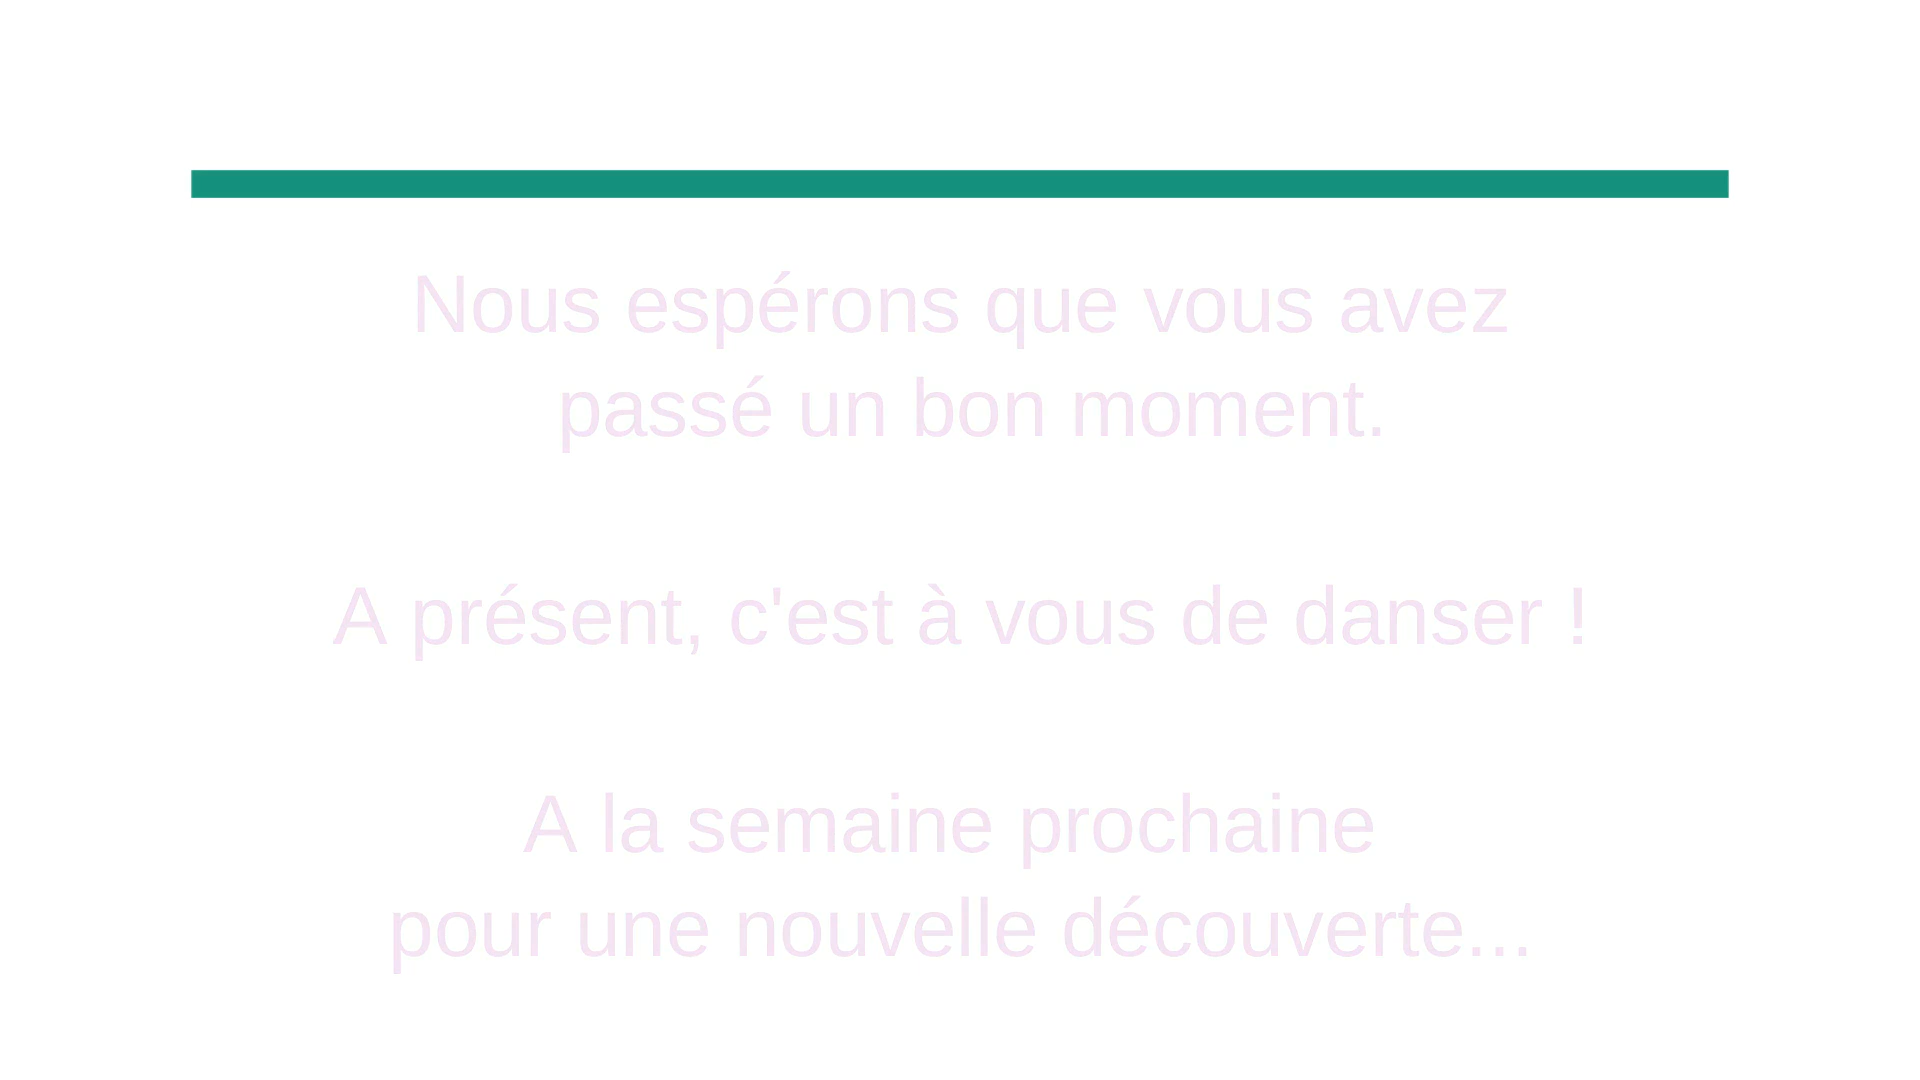 Nous espérons que vous avez
passé un bon moment.
A présent, c'est à vous de danser !
A la semaine prochaine
pour une nouvelle découverte...